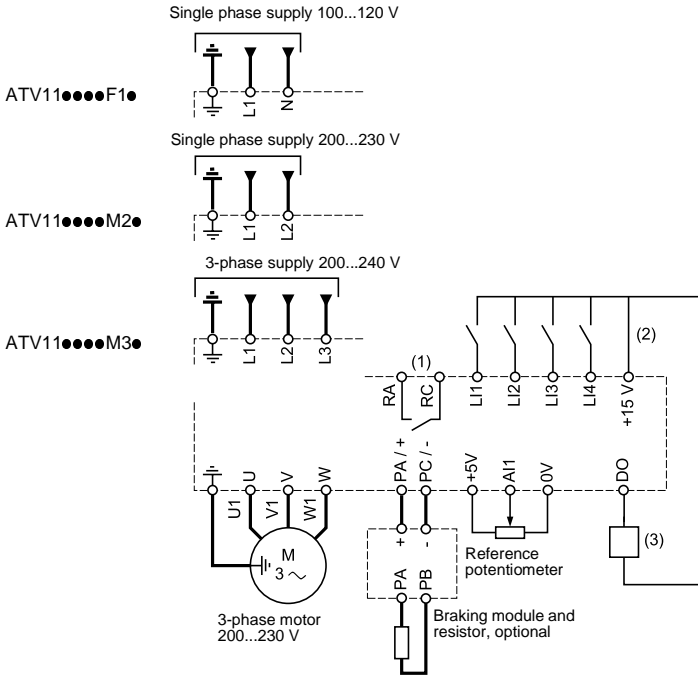 Single phase supply 100...120 V
ATV11●●●●F1●
L1
N
Single phase supply 200...230 V
ATV11●●●●M2●
L1
L2
3-phase supply 200...240 V
ATV11●●●●M3●
L1
L2
L3
(1)
(2)
RA
RC
LI1
LI2
LI3
LI4
+15 V
U
V
W
PA / +
PC / -
+5V
AI1
0V
DO
U1
V1
W1
M
3
+
-
PA
PB
Reference
potentiometer
(3)
3-phase motor
200...230 V
Braking module and
resistor, optional